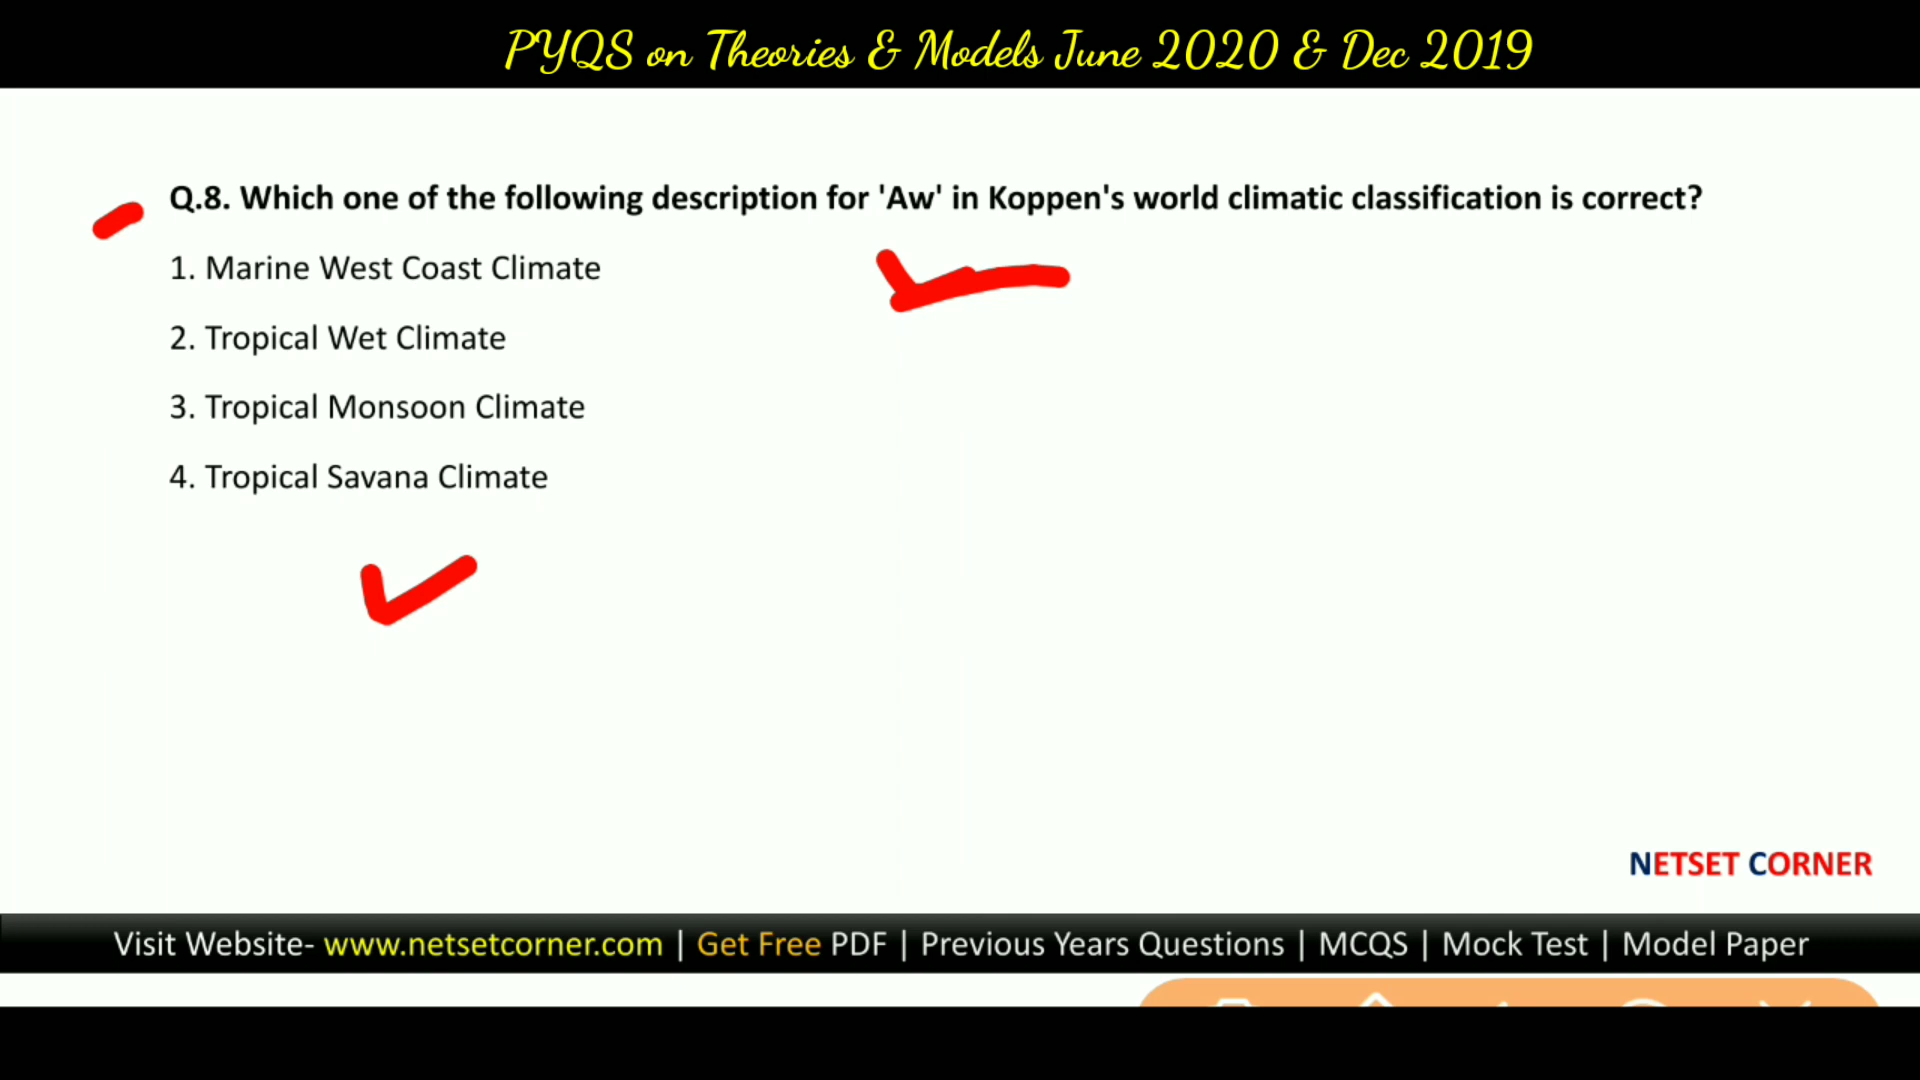 PYQS on Theories & Models June 2020 & Dec 2019
Q.8. Which one of the following description for 'Aw' in Koppen's world climatic classification is correct?
1. Marine West Coast Climate
2. Tropical Wet Climate
3. Tropical Monsoon Climate
4. Tropical Savana Climate
NETSET CORNER
Visit Website- www.netsetcorner.com | Get Free PDF | Previous Years Questions | MCQS | Mock Test | Model Paper